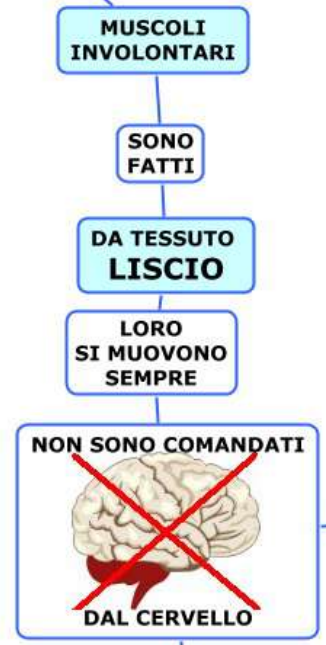 MUSCOLI
INVOLONTARI
SONO
FATTI
DA TESSUTO
LISCIO
LORO
SI MUOVONO
SEMPRE
NON SONO COMANDATI
DAL CERVELLO